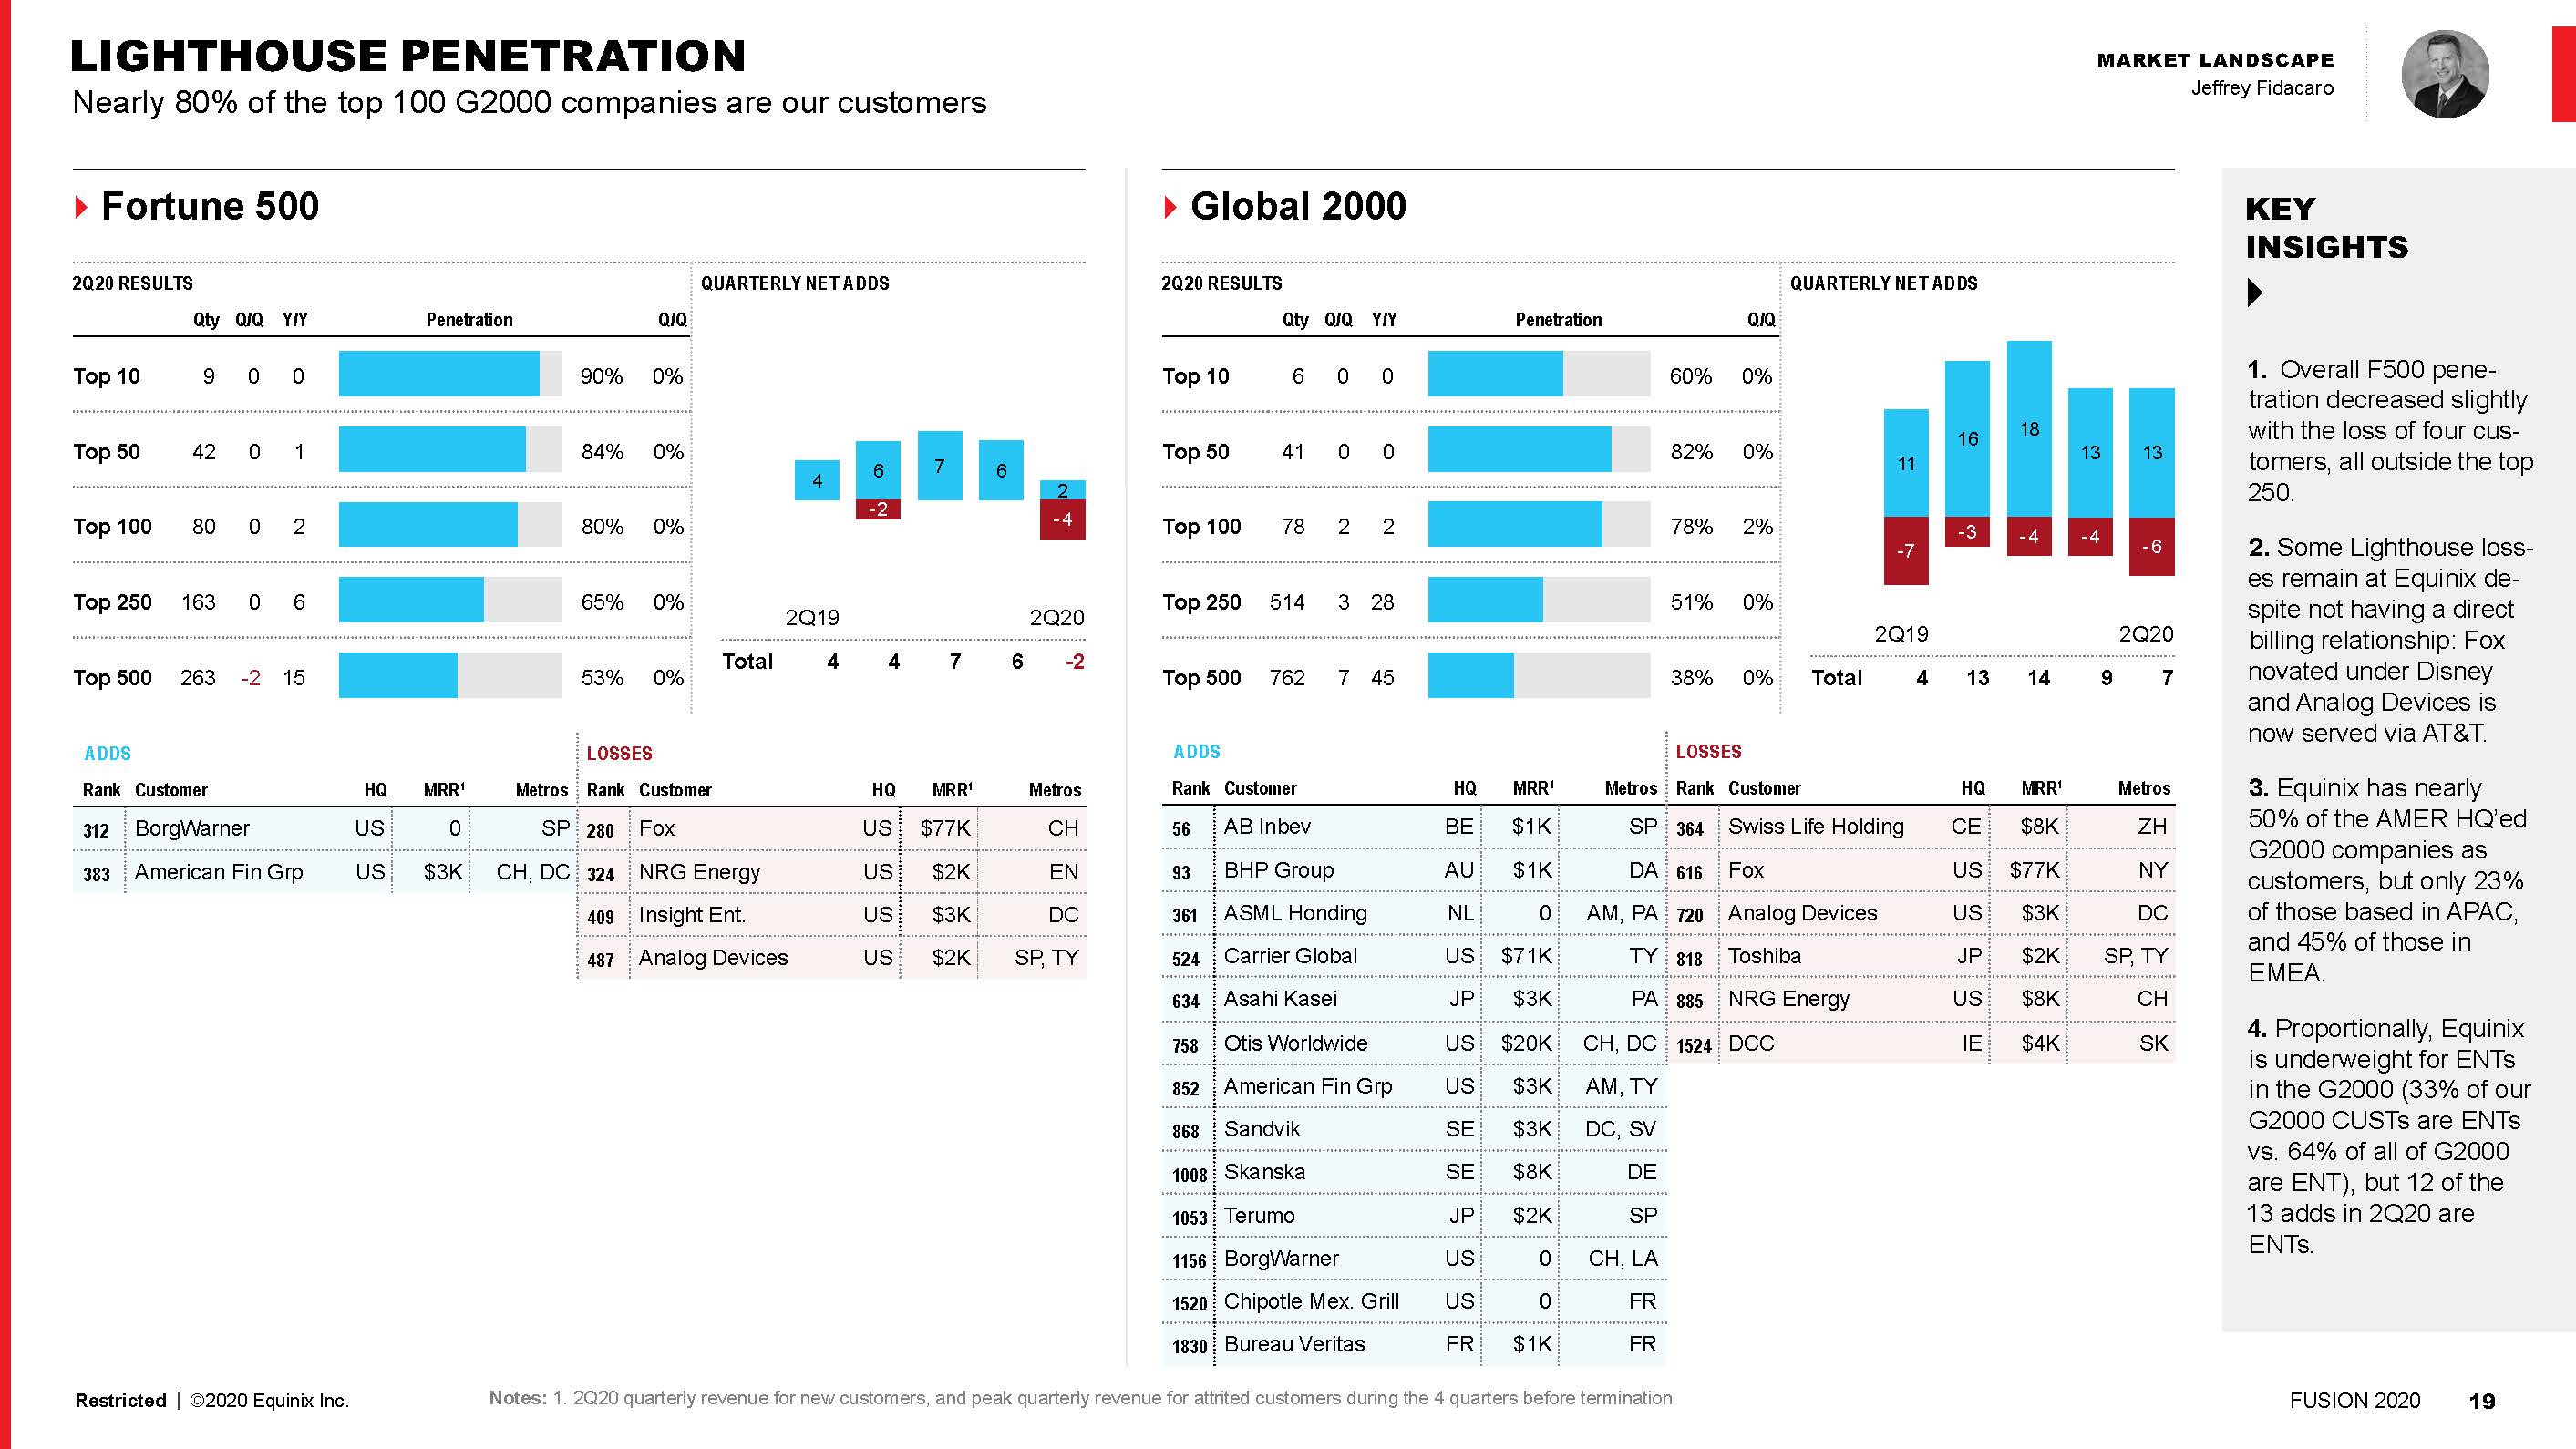 LIGHTHOUSE PENETRATION
Nearly 80% of the top 100 G2000 companies are our customers
MARKET LANDSCAPE
Jeffrey Fidacaro
Fortune 500
2Q20 RESULTS
Qty Q/Q Y/Y Penetration Q/Q
Top 10 9 0 0 90% 0%
Top 50 42 0 1 84% 0%
Top 100 80 0 2 80% 0%
Top 250 163 0 6 65% 0%
Top 500 263 -2 15 53% 0%
QUARTERLY NET ADDS
4 6 7 6 2
-2 -4
2Q19 2Q20
Total 4 4 7 6 -2
ADDS
Rank Customer HQ MRR¹ Metros
312 BorgWarner US 0 SP
383 American Fin Grp US $3K CH, DC
LOSSES
Rank Customer HQ MRR¹ Metros
280 Fox US $77K CH
324 NRG Energy US $2K EN
409 Insight Ent. US $3K DC
487 Analog Devices US $2K SP, TY
Global 2000
2Q20 RESULTS
Qty Q/Q Y/Y Penetration Q/Q
Top 10 6 0 0 60% 0%
Top 50 41 0 0 82% 0%
Top 100 78 2 2 78% 2%
Top 250 514 3 28 51% 0%
Top 500 762 7 45 38% 0%
QUARTERLY NET ADDS
11 16 18 13 13
-7 -3 -4 -4 -6
2Q19 2Q20
Total 4 13 14 9 7
ADDS
Rank Customer HQ MRR¹ Metros
56 AB Inbev BE $1K SP
93 BHP Group AU $1K DA
361 ASML Honding NL 0 AM, PA
524 Carrier Global US $71K TY
634 Asahi Kasei JP $3K PA
758 Otis Worldwide US $20K CH, DC
852 American Fin Grp US $3K AM, TY
868 Sandvik SE $3K DC, SV
1008 Skanska SE $8K DE
1053 Terumo JP $2K SP
1156 BorgWarner US 0 CH, LA
1520 Chipotle Mex. Grill US 0 FR
1830 Bureau Veritas FR $1K FR
LOSSES
Rank Customer HQ MRR¹ Metros
364 Swiss Life Holding CE $8K ZH
616 Fox US $77K NY
720 Analog Devices US $3K DC
818 Toshiba JP $2K SP, TY
885 NRG Energy US $8K CH
1524 DCC IE $4K SK
KEY
INSIGHTS
1. Overall F500 pene-
tration decreased slightly
with the loss of four cus-
tomers, all outside the top
250.
2. Some Lighthouse loss-
es remain at Equinix de-
spite not having a direct
billing relationship: Fox
novated under Disney
and Analog Devices is
now served via AT&T.
3. Equinix has nearly
50% of the AMER HQ’ed
G2000 companies as
customers, but only 23%
of those based in APAC,
and 45% of those in
EMEA.
4. Proportionally, Equinix
is underweight for ENTs
in the G2000 (33% of our
G2000 CUSTs are ENTs
vs. 64% of all of G2000
are ENT), but 12 of the
13 adds in 2Q20 are
ENTs.
Restricted | ©2020 Equinix Inc.
Notes: 1. 2Q20 quarterly revenue for new customers, and peak quarterly revenue for attrited customers during the 4 quarters before termination
FUSION 2020 19